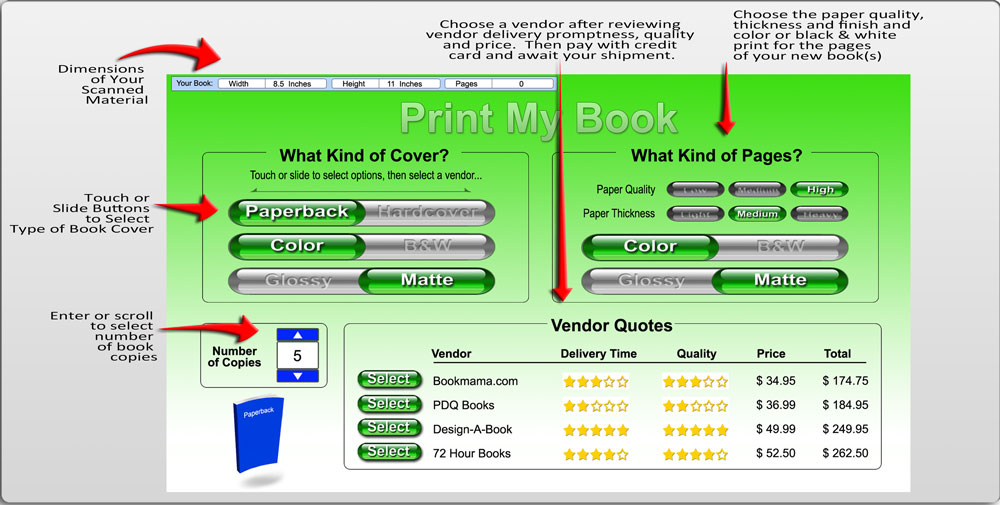 Choose a vendor after reviewing
vendor delivery promptness, quality
and price. Then pay with credit
card and await your shipment.
Choose the paper quality,
thickness and finish and
color or black & white
print for the pages
of your new book(s)
Dimensions
of Your
Scanned
Material
Your Book: Width 8.5 Inches Height 11 Inches Pages 0
Print My Book
What Kind of Cover?
Touch or slide to select options, then select a vendor...
Paperback Hardcover
Color B&W
Glossy Matte
What Kind of Pages?
Paper Quality Low Medium High
Paper Thickness Light Medium Heavy
Color B&W
Glossy Matte
Touch or
Slide Buttons
to Select
Type of Book Cover
Enter or scroll
to select
number
of book
copies
Number
of Copies
5
Paperback
Vendor Quotes
Vendor Delivery Time Quality Price Total
Select Bookmama.com $ 34.95 $ 174.75
Select PDQ Books $ 36.99 $ 184.95
Select Design-A-Book $ 49.99 $ 249.95
Select 72 Hour Books $ 52.50 $ 262.50